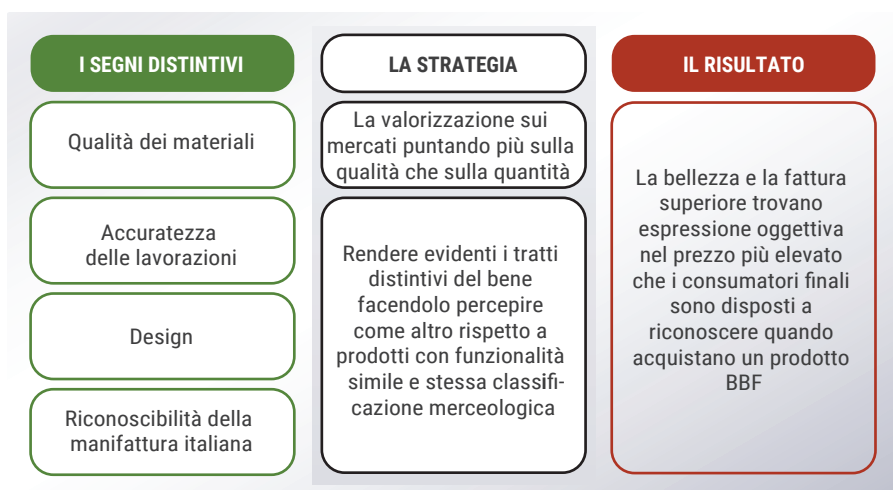 I SEGNI DISTINTIVI
Qualità dei materiali
Accuratezza
delle lavorazioni
Design
Riconoscibilità della
manifattura italiana
LA STRATEGIA
La valorizzazione sui
mercati puntando più sulla
qualità che sulla quantità
Rendere evidenti i tratti
distintivi del bene
facendolo percepire
come altro rispetto a
prodotti con funzionalità
simile e stessa classifi-
cazione merceologica
IL RISULTATO
La bellezza e la fattura
superiore trovano
espressione oggettiva
nel prezzo più elevato
che i consumatori finali
sono disposti a
riconoscere quando
acquistano un prodotto
BBF